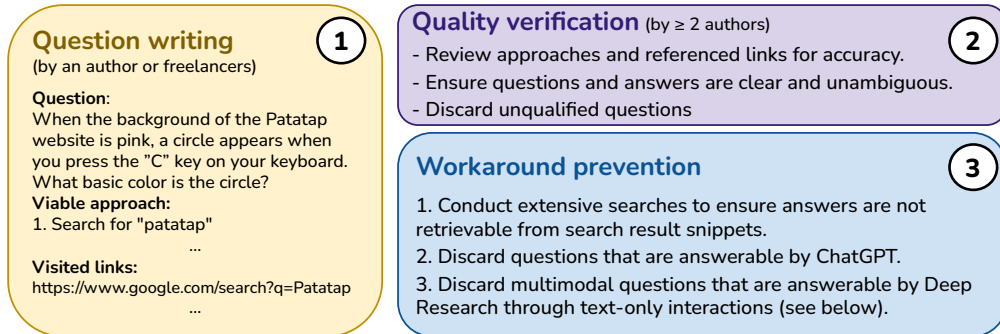 Question writing
1
(by an author or freelancers)
Question:
When the background of the Patatap
website is pink, a circle appears when
you press the ”C” key on your keyboard.
What basic color is the circle?
Viable approach:
1. Search for "patatap"
...
Visited links:
https://www.google.com/search?q=Patatap
...
Quality verification (by ≥ 2 authors)
2
- Review approaches and referenced links for accuracy.
- Ensure questions and answers are clear and unambiguous.
- Discard unqualified questions
Workaround prevention
3
1. Conduct extensive searches to ensure answers are not
retrievable from search result snippets.
2. Discard questions that are answerable by ChatGPT.
3. Discard multimodal questions that are answerable by Deep
Research through text-only interactions (see below).